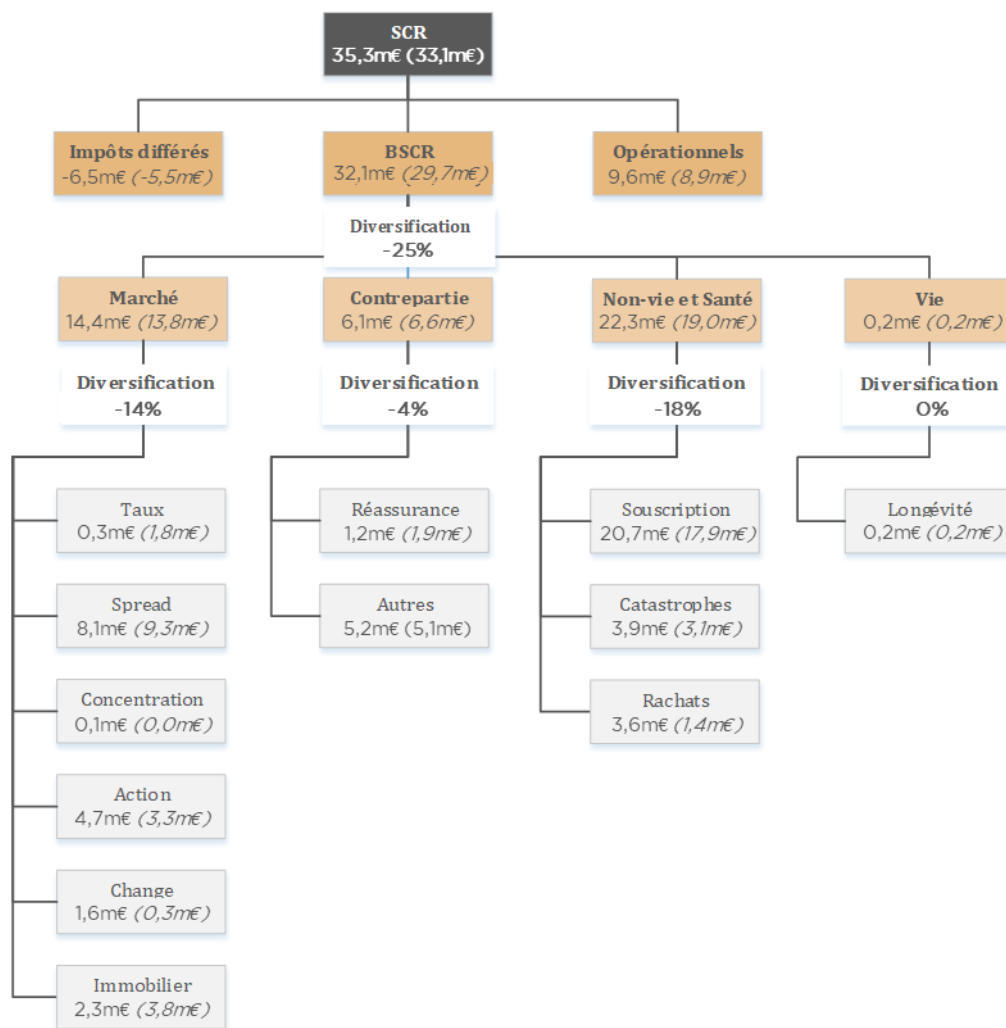 SCR
35,3m€ (33,1m€)
Impôts différés
-6,5m€ (-5,5m€)
BSCR
32,1m€ (29,7m€)
Opérationnels
9,6m€ (8,9m€)
Diversification
-25%
Marché
14,4m€ (13,8m€)
Contrepartie
6,1m€ (6,6m€)
Non-vie et Santé
22,3m€ (19,0m€)
Vie
0,2m€ (0,2m€)
Diversification
-14%
Diversification
-4%
Diversification
-18%
Diversification
0%
Taux
0,3m€ (1,8m€)
Réassurance
1,2m€ (1,9m€)
Souscription
20,7m€ (17,9m€)
Longévité
0,2m€ (0,2m€)
Spread
8,1m€ (9,3m€)
Autres
5,2m€ (5,1m€)
Catastrophes
3,9m€ (3,1m€)
Concentration
0,1m€ (0,0m€)
Rachats
3,6m€ (1,4m€)
Action
4,7m€ (3,3m€)
Change
1,6m€ (0,3m€)
Immobilier
2,3m€ (3,8m€)